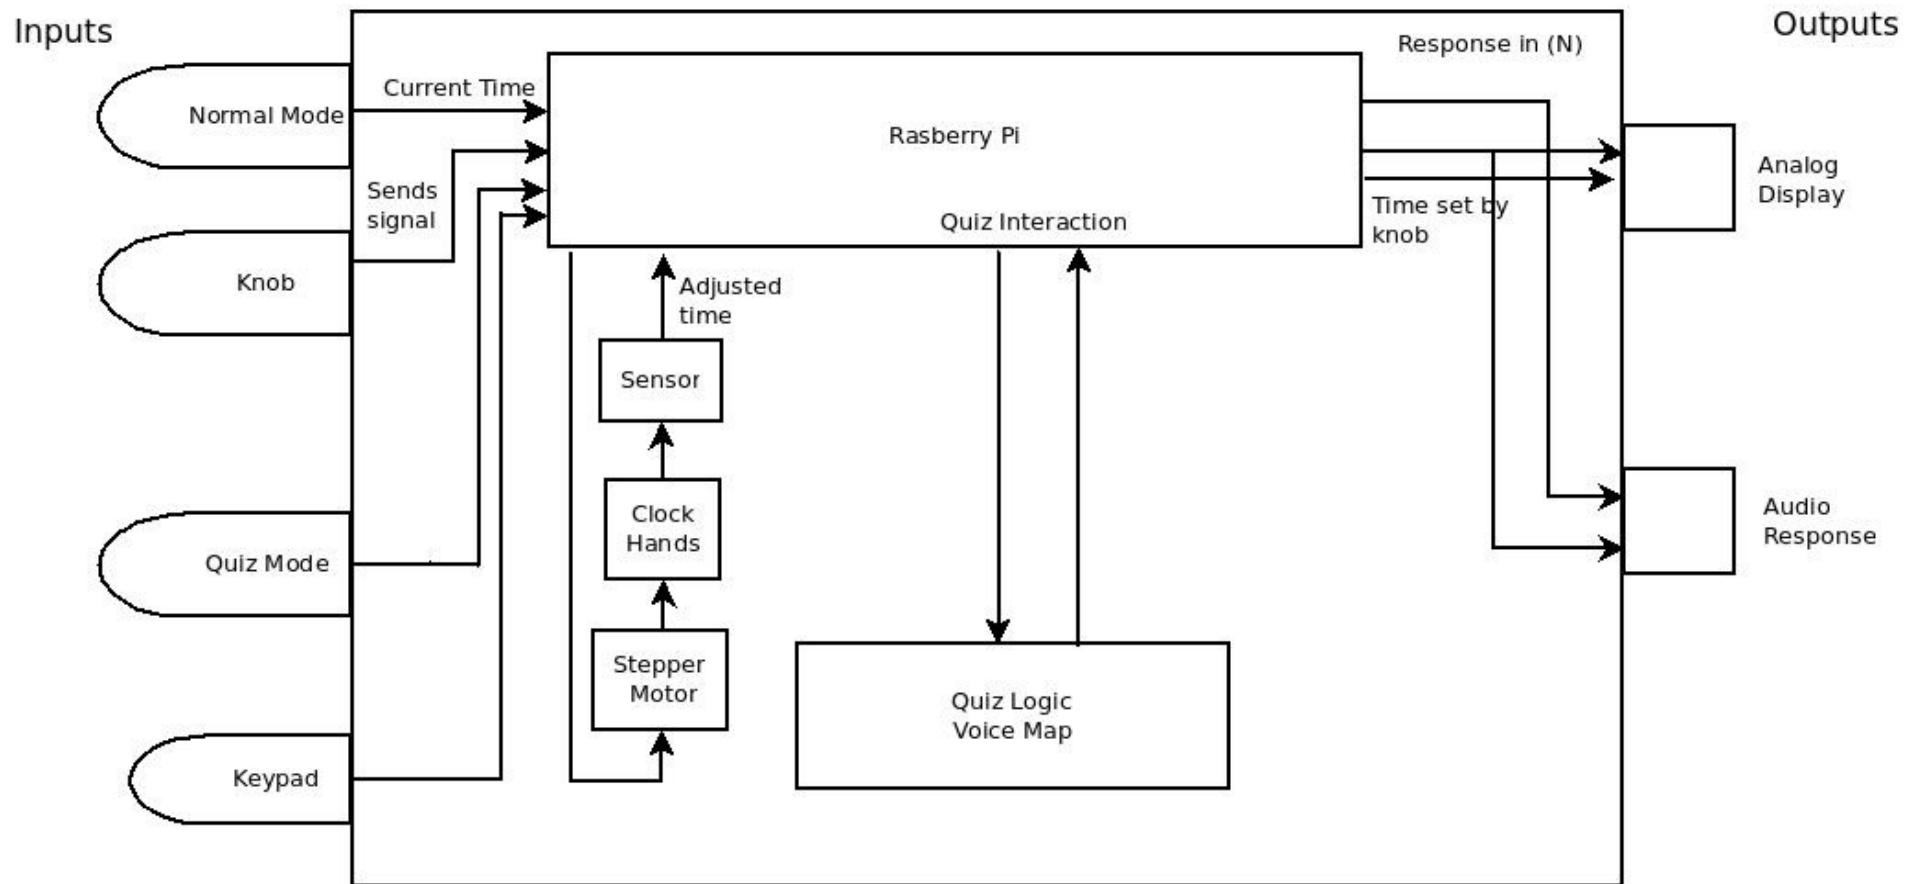 Inputs
Outputs
Response in (N)
Normal Mode
Current Time
Rasberry Pi
Analog
Display
Sends
signal
Time set by
knob
Quiz Interaction
Knob
Adjusted
time
Sensor
Clock
Hands
Audio
Response
Quiz Mode
Stepper
Motor
Quiz Logic
Voice Map
Keypad